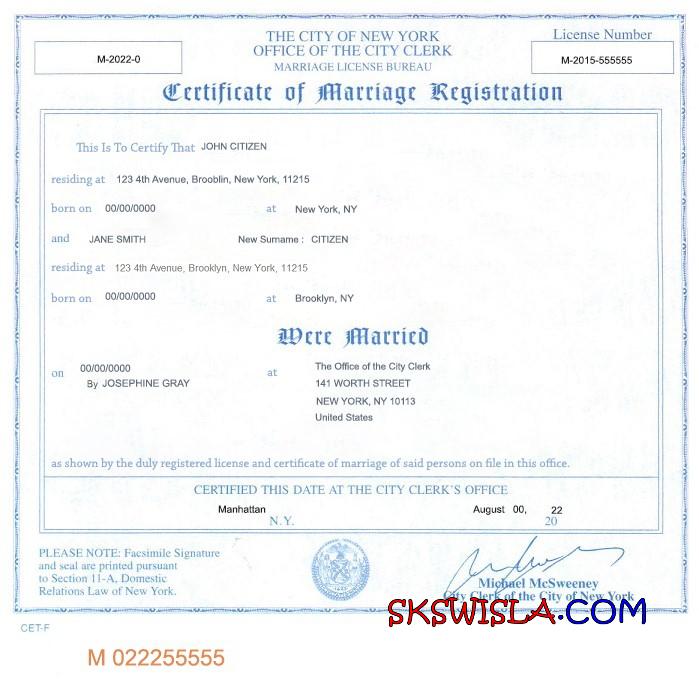 THE CITY OF NEW YORK
OFFICE OF THE CITY CLERK
MARRIAGE LICENSE BUREAU
License Number
M-2022-0
M-2015-555555
Certificate of Marriage Registration
This Is To Certify That JOHN CITIZEN
residing at 123 4th Avenue, Brooblin, New York, 11215
born on 00/00/0000 at New York, NY
and JANE SMITH New Surname : CITIZEN
residing at 123 4th Avenue, Brooklyn, New York, 11215
born on 00/00/0000 at Brooklyn, NY
Were Married
on 00/00/0000 at The Office of the City Clerk
By JOSEPHINE GRAY 141 WORTH STREET
NEW YORK, NY 10113
United States
as shown by the duly registered license and certificate of marriage of said persons on file in this office.
CERTIFIED THIS DATE AT THE CITY CLERK'S OFFICE
Manhattan August 00, 22
N.Y. 20
PLEASE NOTE: Facsimile Signature
and seal are printed pursuant
to Section 11-A, Domestic
Relations Law of New York.
Michael McSweeney
City Clerk of the City of New York
SKSWISLA.COM
CET-F
M 022255555